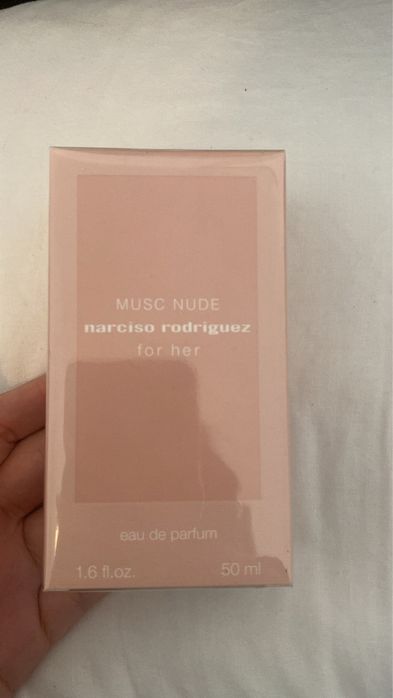 MUSC NUDE
narciso rodriguez
for her
eau de parfum
1.6 fl.oz. 50 ml